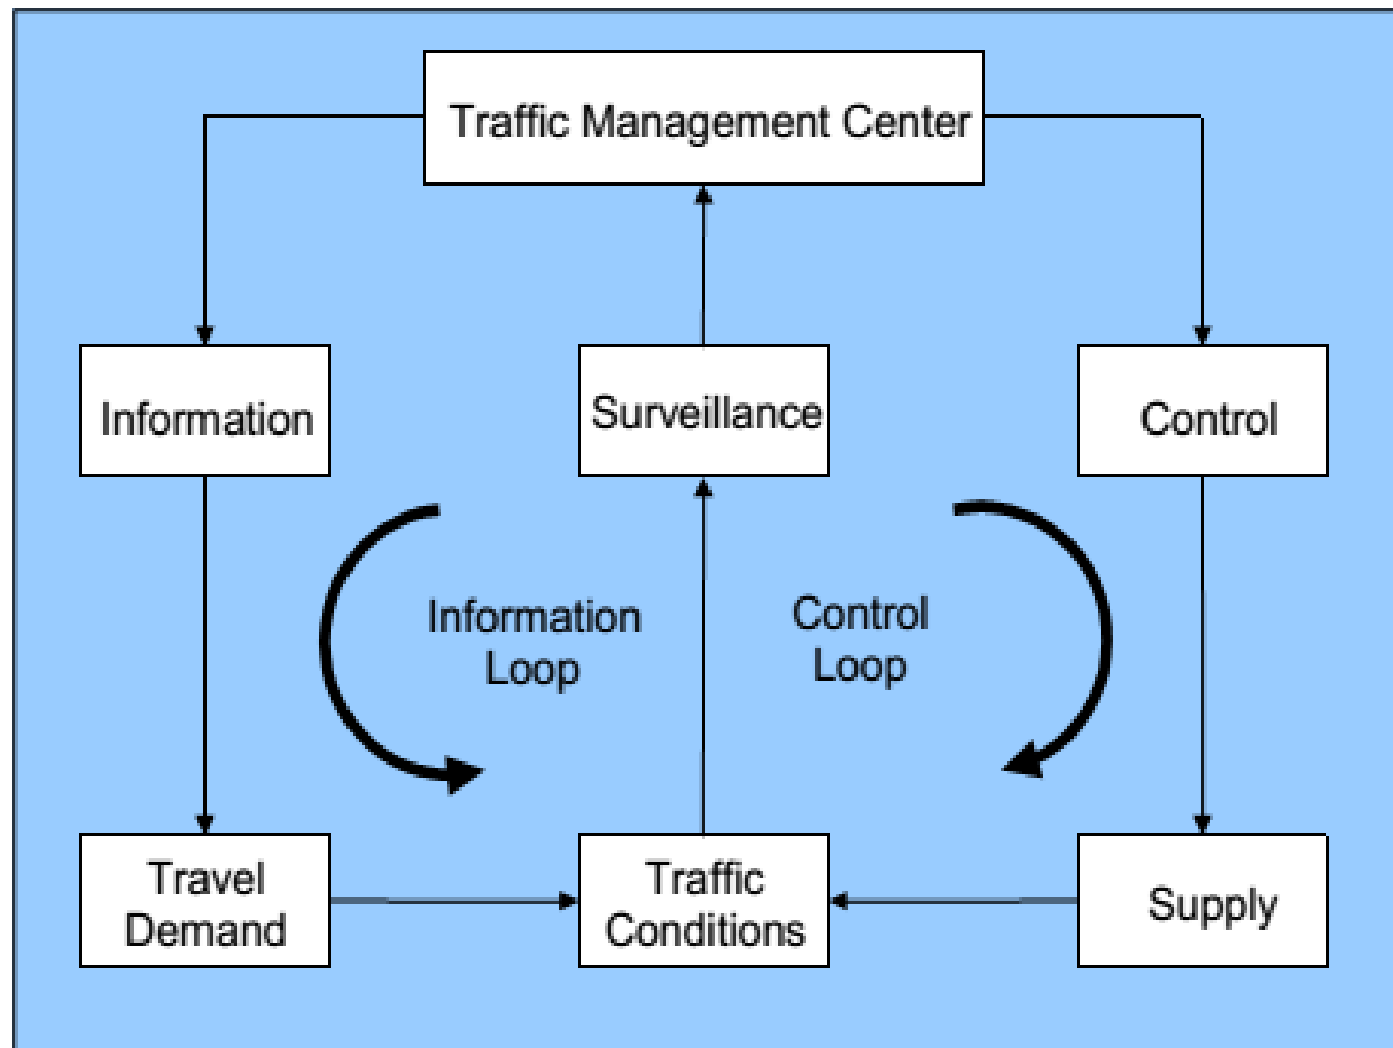 Traffic Management Center
Information
Surveillance
Control
Information
Loop
Control
Loop
Travel
Demand
Traffic
Conditions
Supply